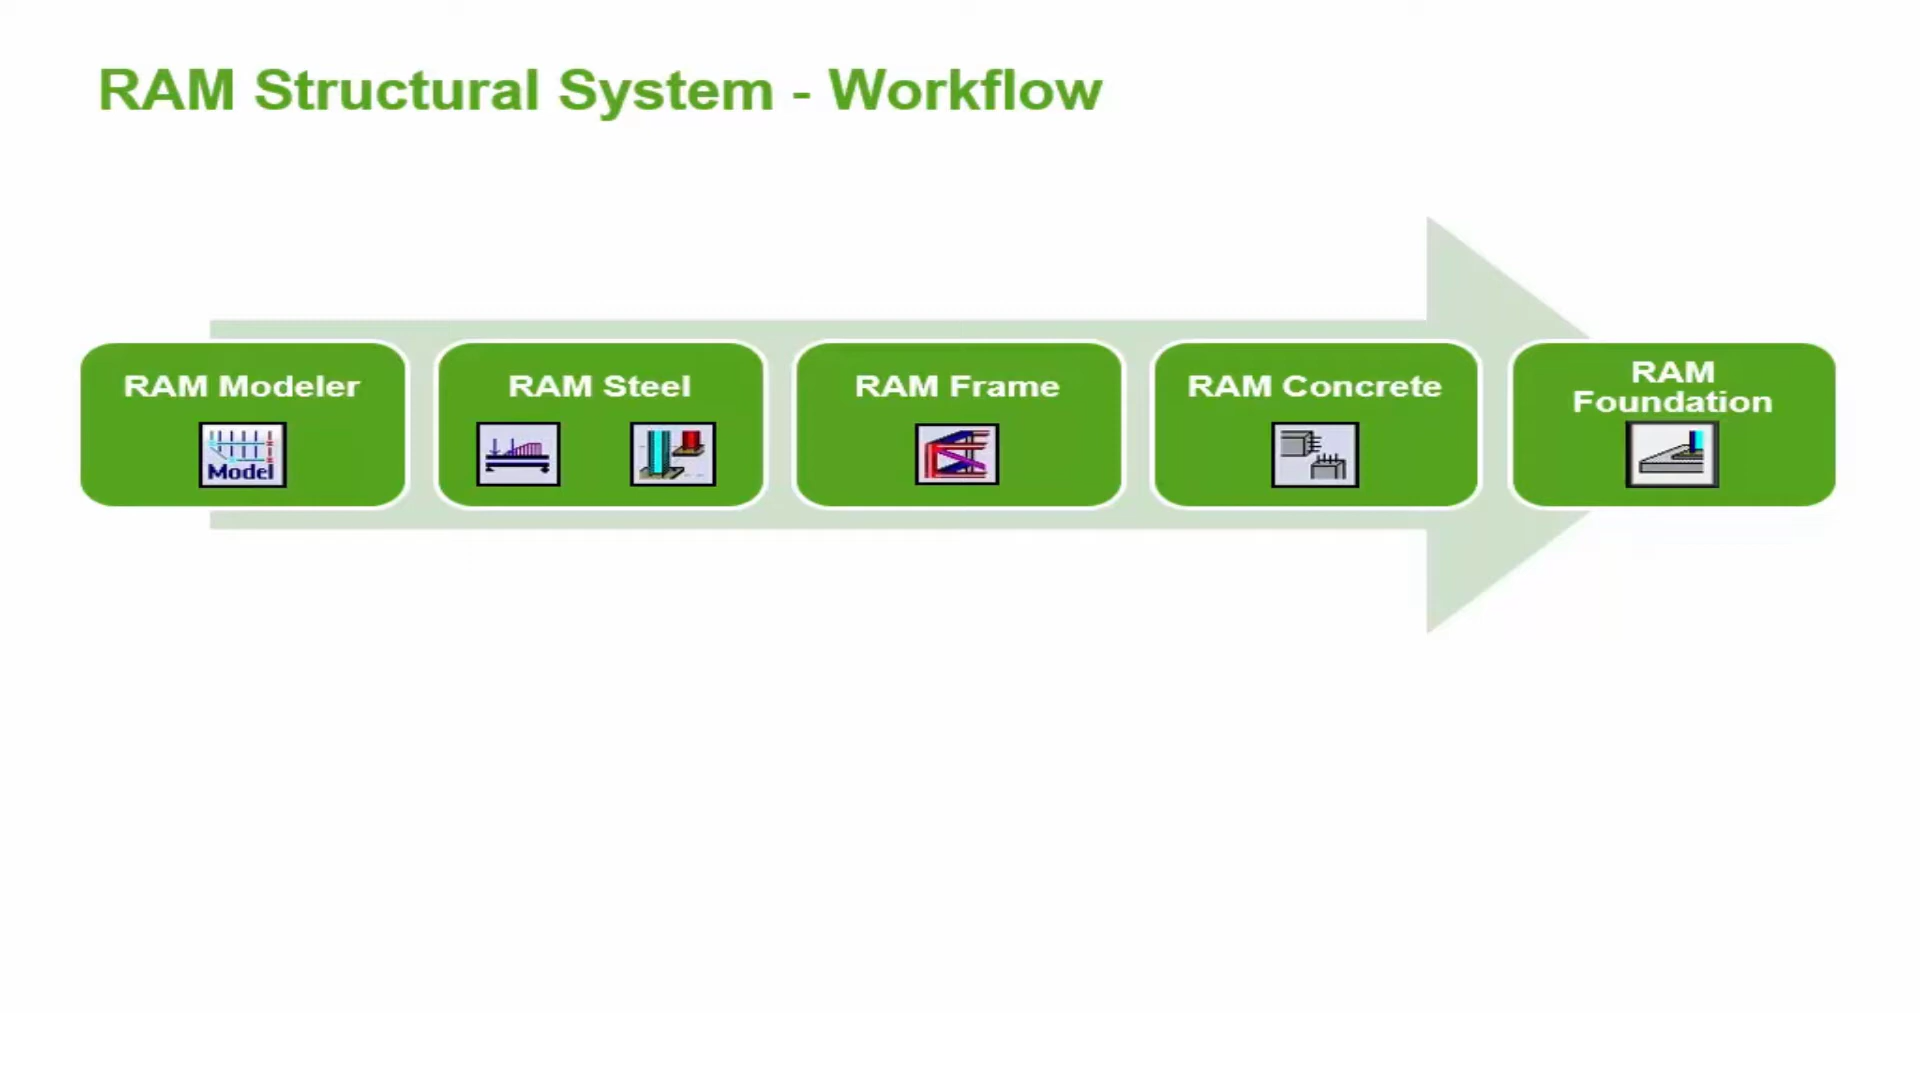 RAM Structural System - Workflow
RAM Modeler
Model
RAM Steel
RAM Frame
RAM Concrete
RAM
Foundation